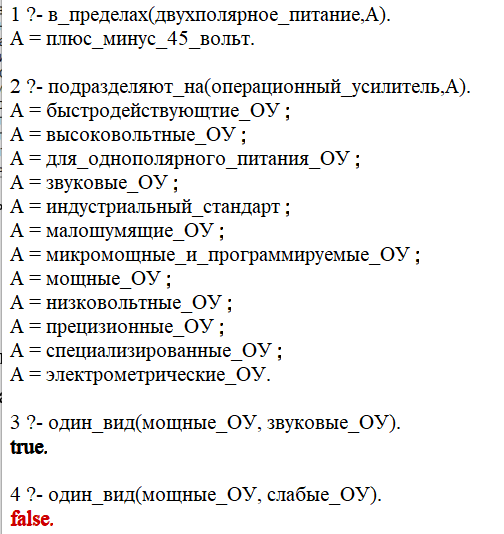 1 ?- в_пределах(двухполярное_питание,А).
А = плюс_минус_45_вольт.
2 ?- подразделяют_на(операционный_усилитель,А).
А = быстродействующтие_ОУ ;
А = высоковольтные_ОУ ;
А = для_однополярного_питания_ОУ ;
А = звуковые_ОУ ;
А = индустриальный_стандарт ;
А = малошумящие_ОУ ;
А = микромощные_и_программируемые_ОУ ;
А = мощные_ОУ ;
А = низковольтные_ОУ ;
А = прецизионные_ОУ ;
А = специализированные_ОУ ;
А = электрометрические_ОУ.
3 ?- один_вид(мощные_ОУ, звуковые_ОУ).
true.
4 ?- один_вид(мощные_ОУ, слабые_ОУ).
false.